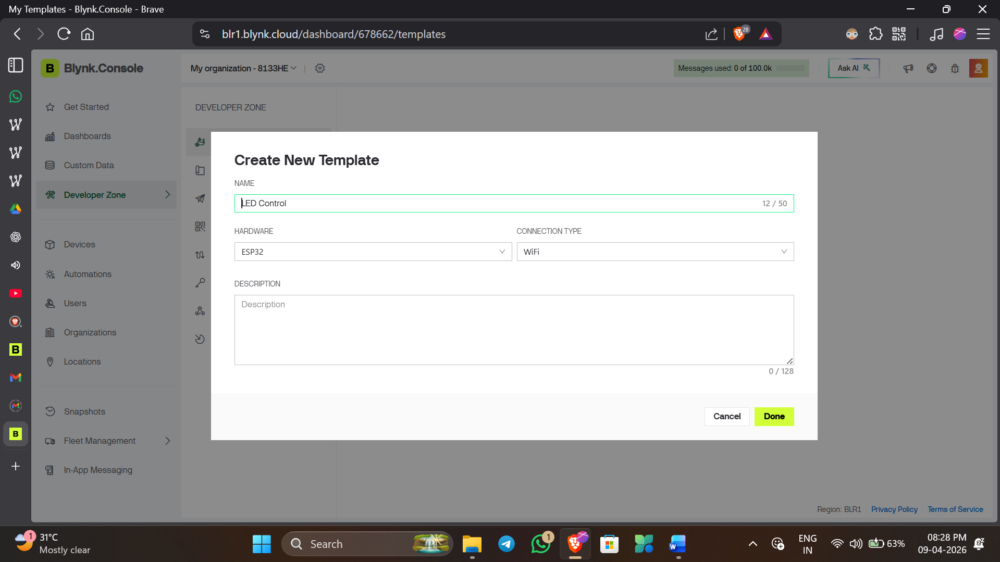 My Templates - Blynk.Console - Brave
blr1.blynk.cloud/dashboard/678662/templates
28
B Blynk.Console
My organization - 8133HE
Messages used: 0 of 100.0k
Ask AI
Get Started
Dashboards
Custom Data
Developer Zone
Devices
Automations
Users
Organizations
Locations
Snapshots
Fleet Management
In-App Messaging
DEVELOPER ZONE
Create New Template
NAME
LED Control
12 / 50
HARDWARE
CONNECTION TYPE
ESP32
WiFi
DESCRIPTION
Description
0 / 128
Cancel
Done
Region: BLR1
Privacy Policy
Terms of Service
B
B
1
31°C
Mostly clear
Search
1
W
ENG
IN
63%
08:28 PM
09-04-2026